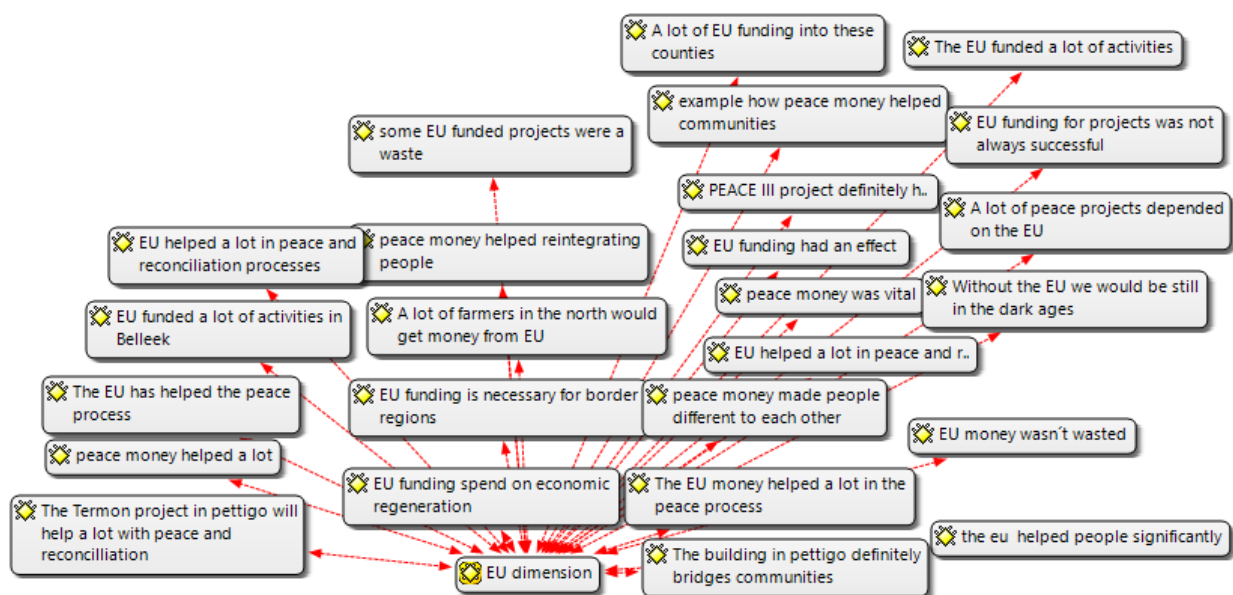 A lot of EU funding into these
counties
The EU funded a lot of activities
example how peace money helped
communities
some EU funded projects were a
waste
EU funding for projects was not
always successful
PEACE III project definitely h..
A lot of peace projects depended
on the EU
EU helped a lot in peace and
reconciliation processes
peace money helped reintegrating
people
EU funding had an effect
peace money was vital
Without the EU we would be still
in the dark ages
EU funded a lot of activities in
Belleek
A lot of farmers in the north would
get money from EU
EU helped a lot in peace and r..
The EU has helped the peace
process
EU funding is necessary for border
regions
peace money made people
different to each other
EU money wasn´t wasted
peace money helped a lot
EU funding spend on economic
regeneration
The EU money helped a lot in the
peace process
The Termon project in pettigo will
help a lot with peace and
reconcilliation
the eu  helped people significantly
EU dimension
The building in pettigo definitely
bridges communities